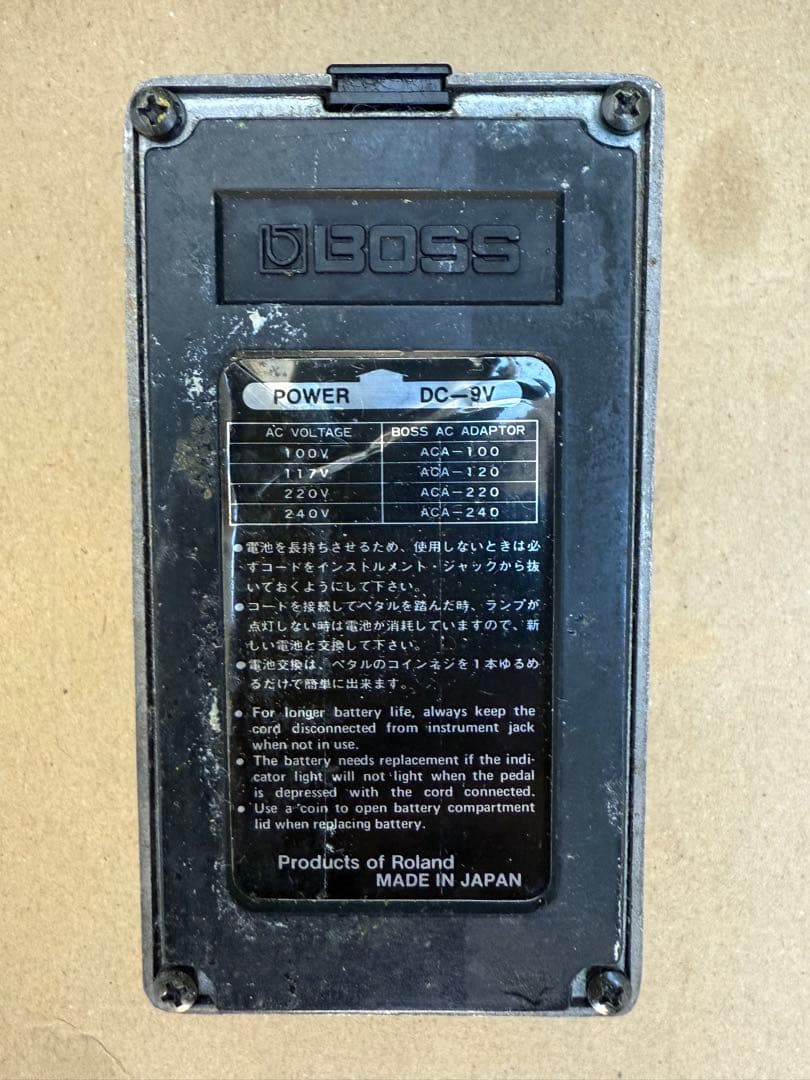 BOSS
POWER DC-9V
AC VOLTAGE BOSS AC ADAPTOR
100V ACA-100
117V ACA-120
220V ACA-220
240V ACA-240
●電池を長持ちさせるため、使用しないときは必
ずコードをインストルメント・ジャックから抜
いておくようにして下さい。
●コードを接続してペタルを踏んだ時、ランプが
点灯しない時は電池が消耗していますので、新
しい電池と交換して下さい。
●電池交換は、ペタルのコインネジを1本ゆるめ
るだけで簡単に出来ます。
● For longer battery life, always keep the
cord disconnected from instrument jack
when not in use.
● The battery needs replacement if the indi-
cator light will not light when the pedal
is depressed with the cord connected.
● Use a coin to open battery compartment
lid when replacing battery.
Products of Roland
MADE IN JAPAN